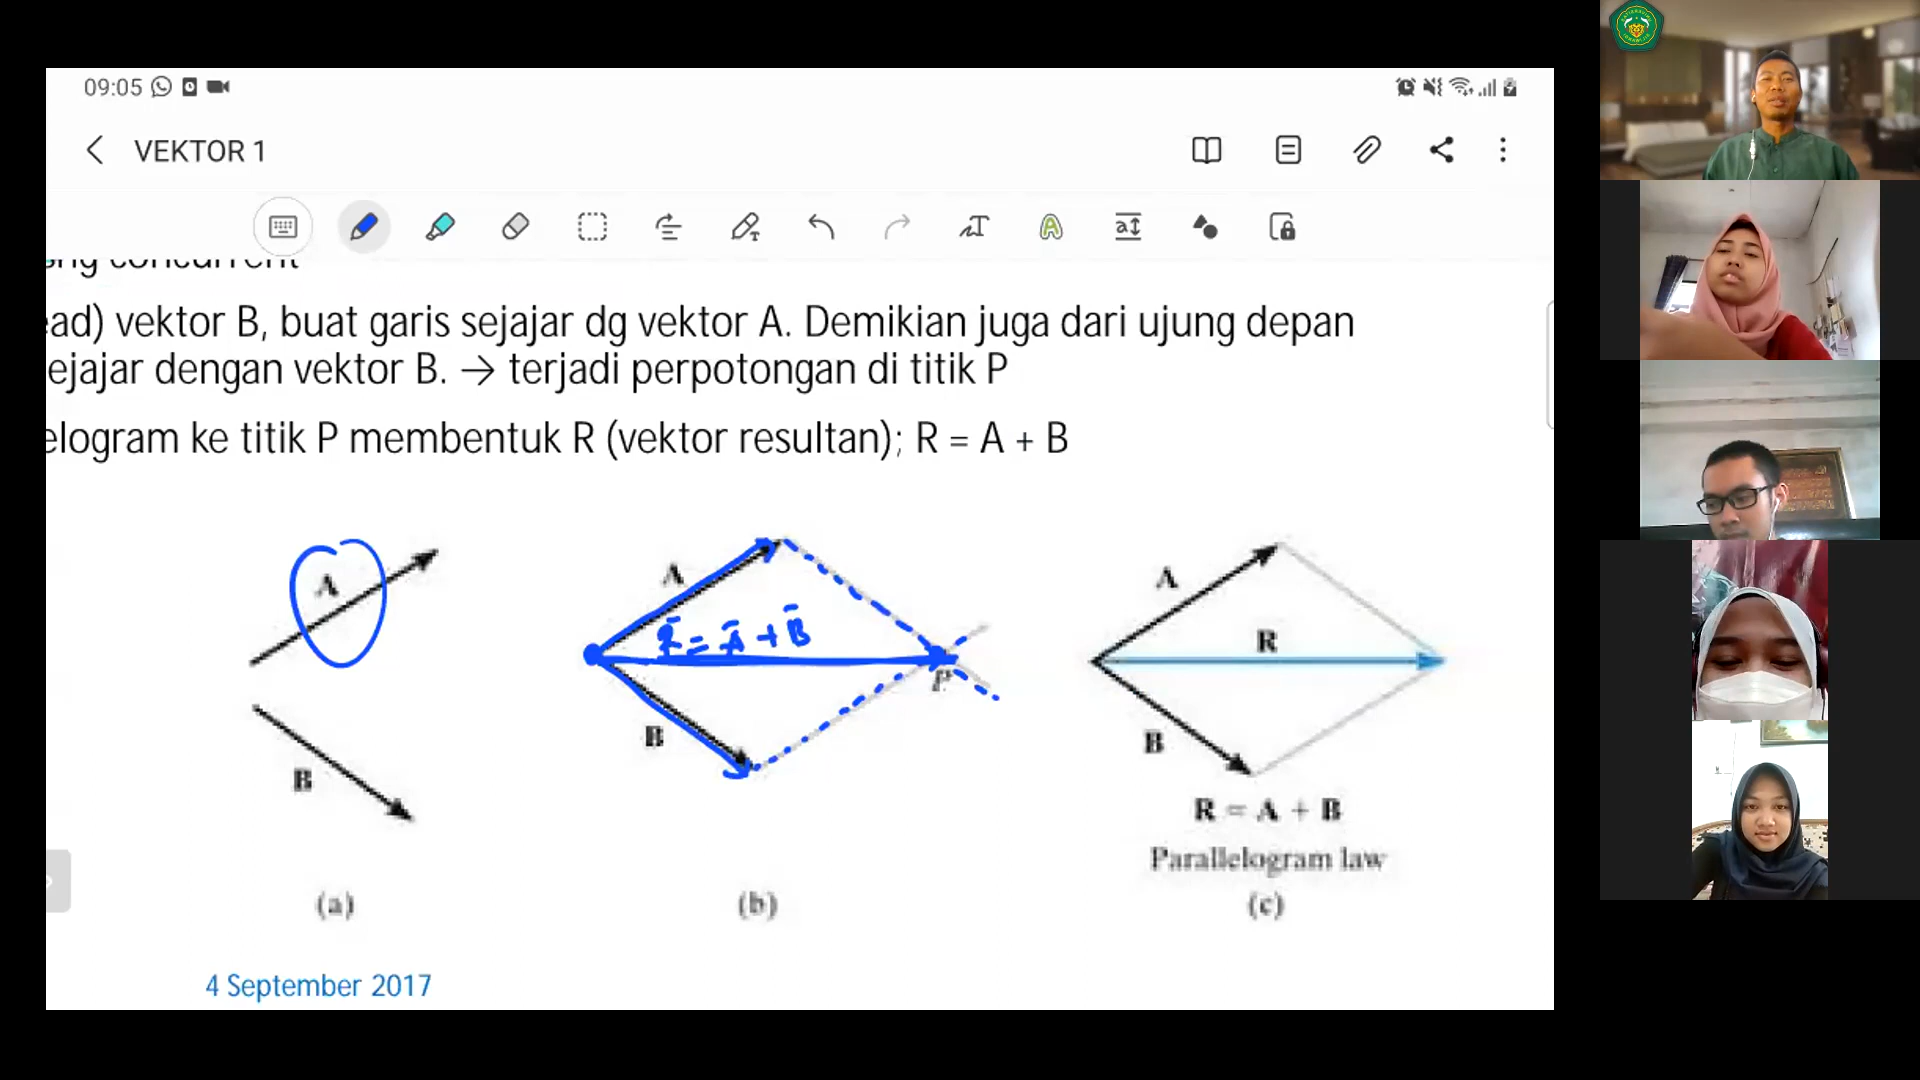 09:05
VEKTOR 1
concurrent
ad) vektor B, buat garis sejajar dg vektor A. Demikian juga dari ujung depan
ejajar dengan vektor B. → terjadi perpotongan di titik P
elogram ke titik P membentuk R (vektor resultan); R = A + B
A
B
(a)
A
R̄ = Ā + B̄
P
B
(b)
A
R
B
R = A + B
Parallelogram law
(c)
4 September 2017